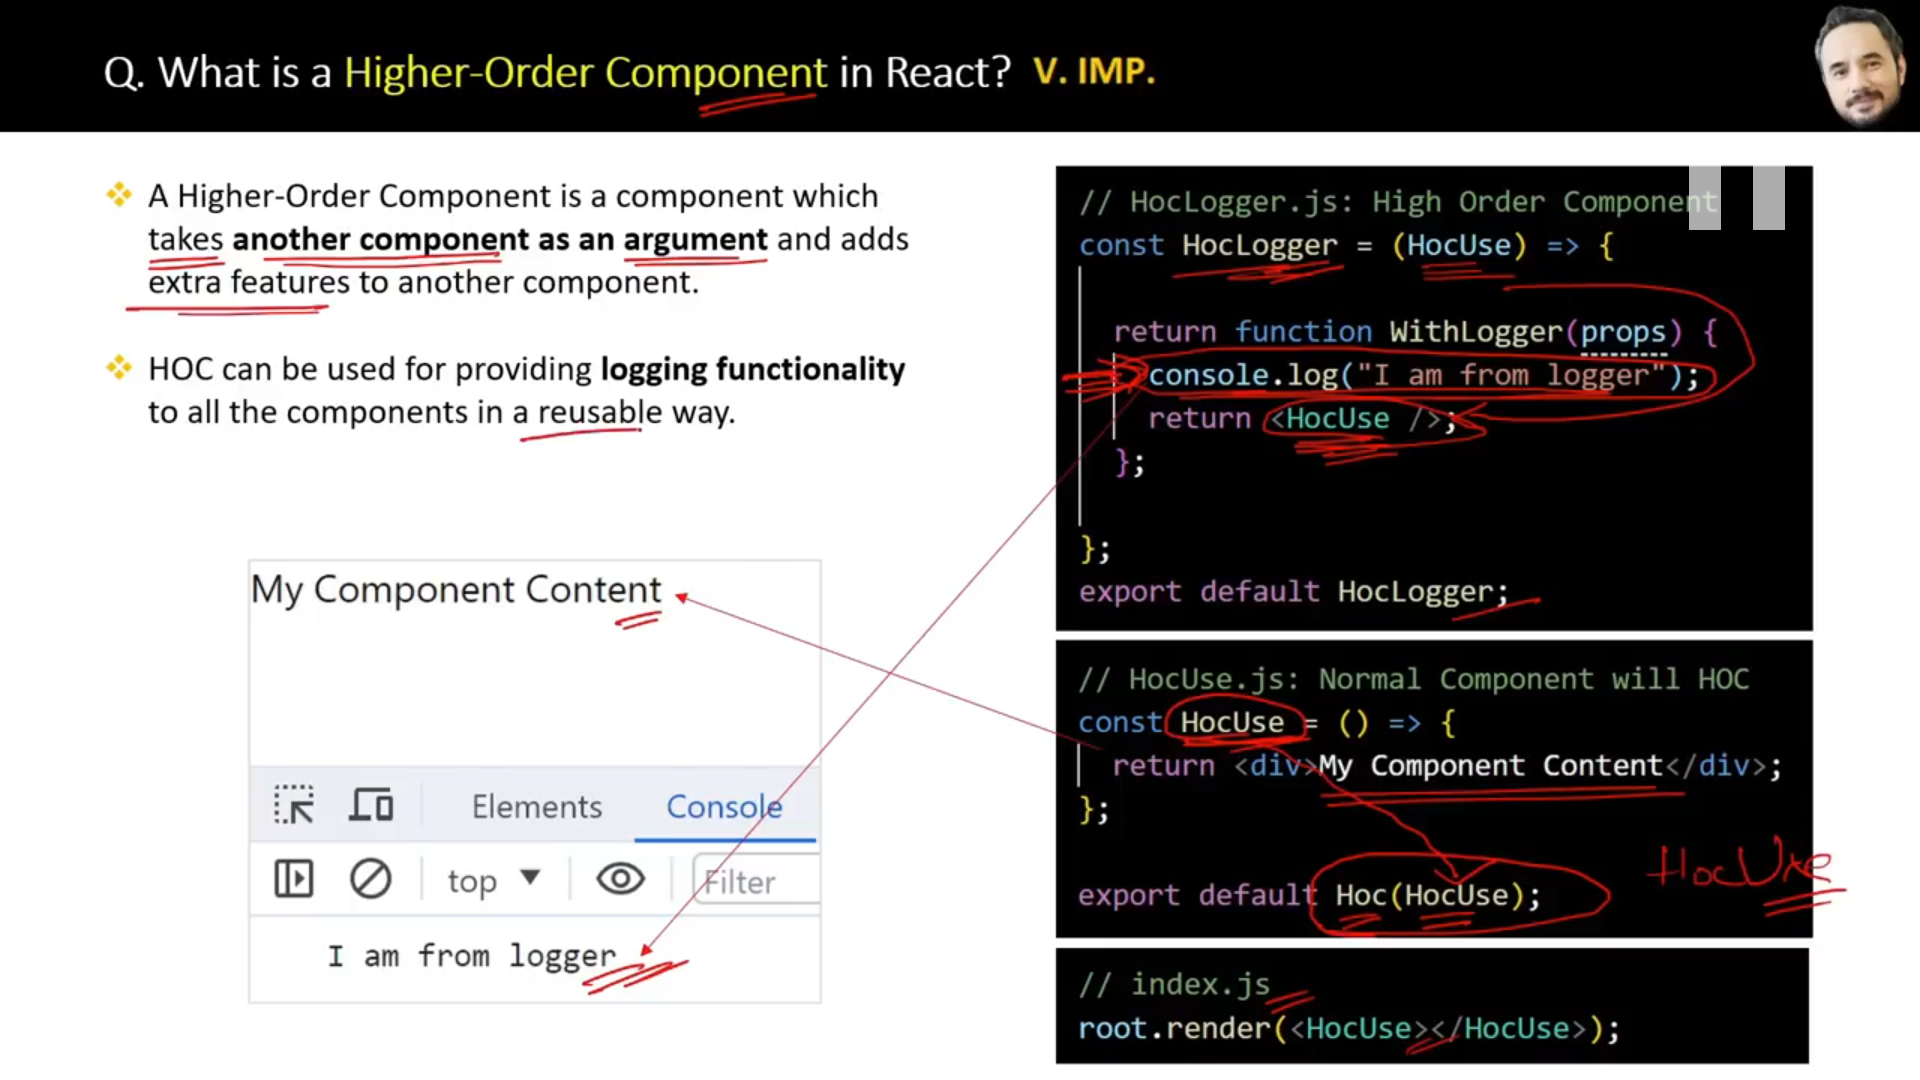 Q. What is a Higher-Order Component in React? V. IMP.
A Higher-Order Component is a component which
takes another component as an argument and adds
extra features to another component.
HOC can be used for providing logging functionality
to all the components in a reusable way.
My Component Content
Elements Console
top Filter
I am from logger
// HocLogger.js: High Order Component
const HocLogger = (HocUse) => {
return function WithLogger(props) {
console.log("I am from logger");
return <HocUse />;
};
};
export default HocLogger;
// HocUse.js: Normal Component will HOC
const HocUse = () => {
return <div>My Component Content</div>;
};
HocUse
export default Hoc(HocUse);
// index.js
root.render(<HocUse></HocUse>);